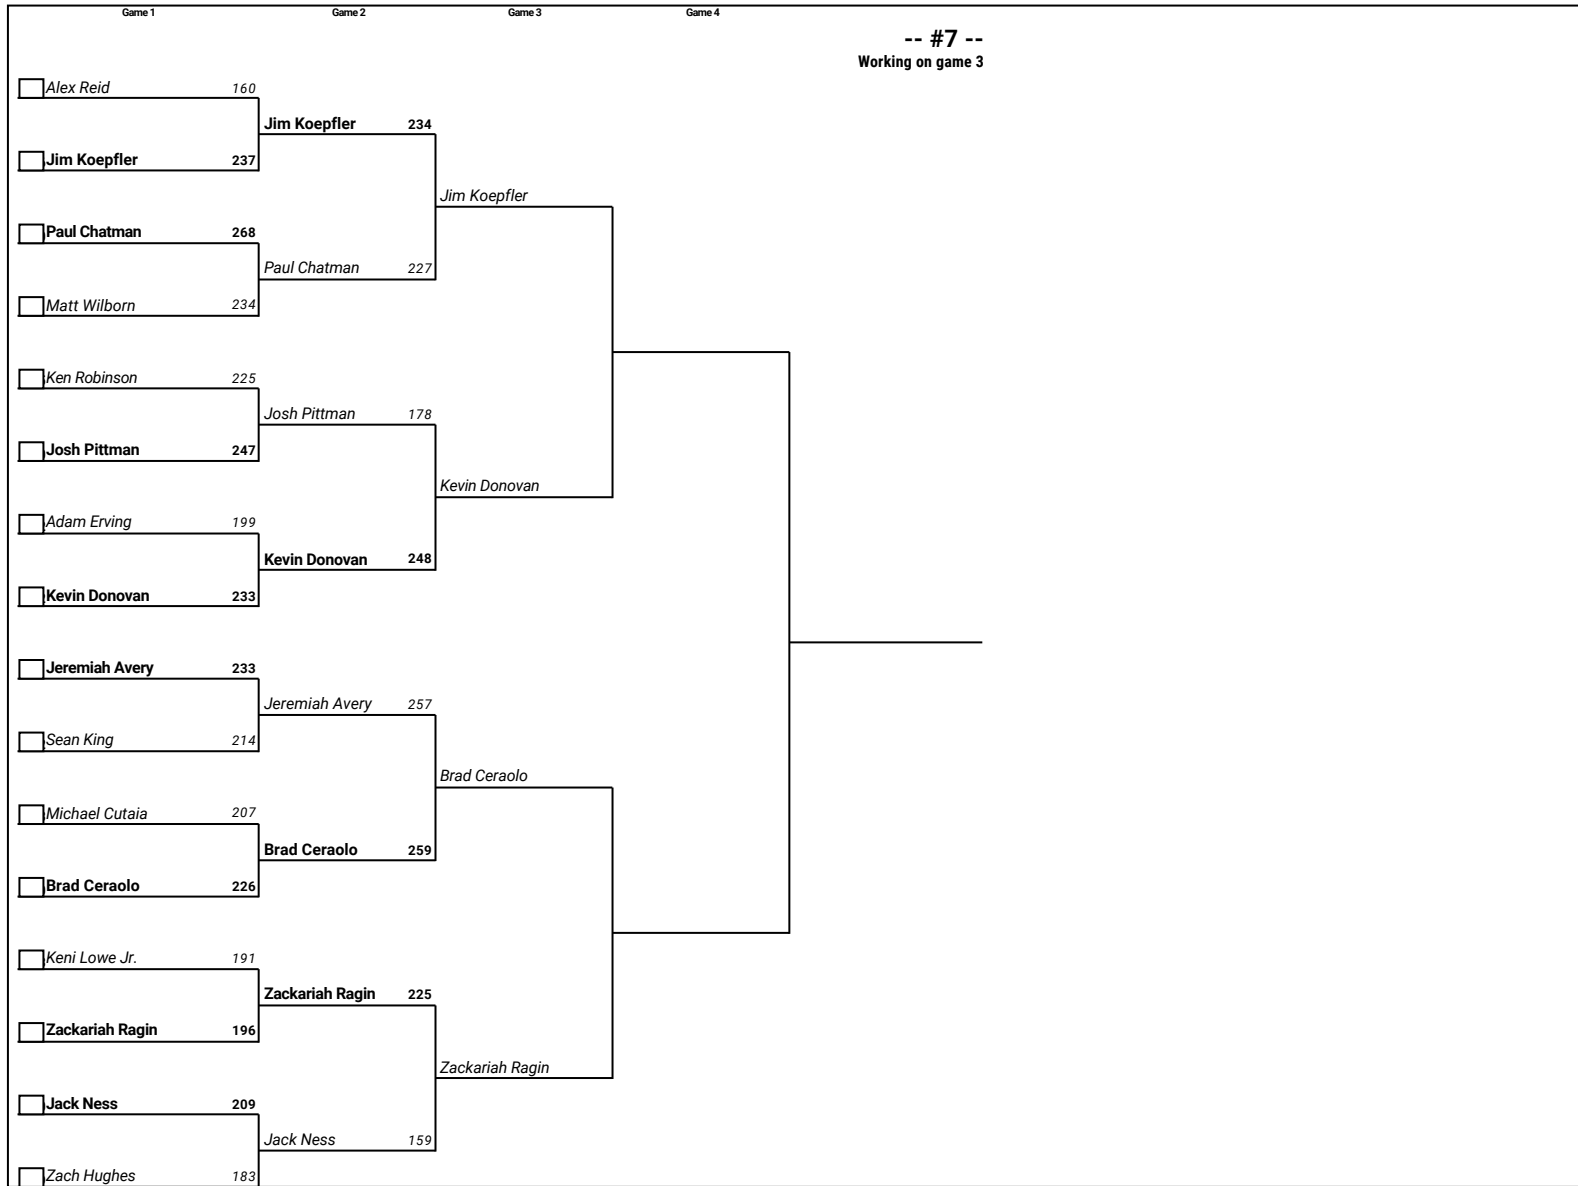 Game 1 Game 2 Game 3 Game 4
-- #7 --
Working on game 3
Alex Reid 160
Jim Koepfler 234
Jim Koepfler 237
Jim Koepfler
Paul Chatman 268
Paul Chatman 227
Matt Wilborn 234
Ken Robinson 225
Josh Pittman 178
Josh Pittman 247
Kevin Donovan
Adam Erving 199
Kevin Donovan 248
Kevin Donovan 233
Jeremiah Avery 233
Jeremiah Avery 257
Sean King 214
Brad Ceraolo
Michael Cutaia 207
Brad Ceraolo 259
Brad Ceraolo 226
Keni Lowe Jr. 191
Zackariah Ragin 225
Zackariah Ragin 196
Zackariah Ragin
Jack Ness 209
Jack Ness 159
Zach Hughes 183